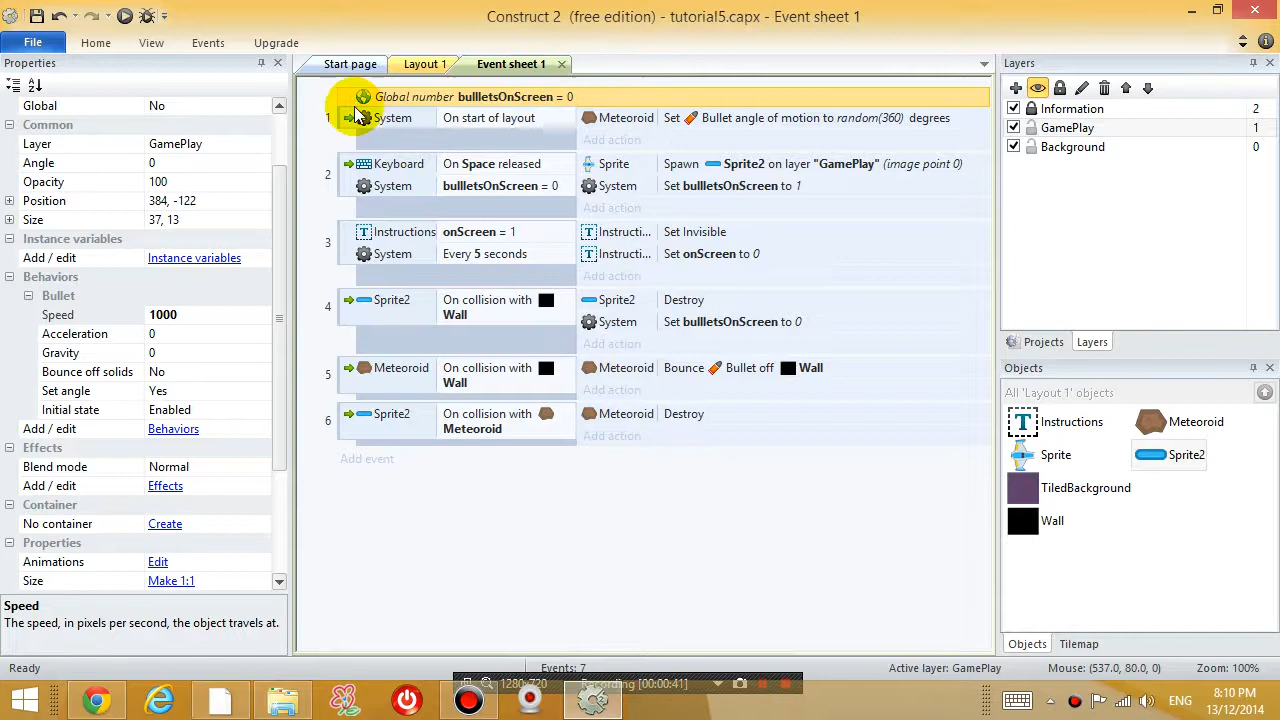 Construct 2 (free edition) - tutorial5.capx - Event sheet 1
File Home View Events Vgueretta
Properties
Global No
Common
Layer GamePlay
Angle 0
Opacity 100
Position 384, -122
Size 37, 13
Instance variables
Add / edit Instance variables
Behaviors
Bullet
Speed 1000
Acceleration 0
Gravity 0
Bounce off solids No
Set angle Yes
Initial state Enabled
Add / edit Behaviors
Effects
Blend mode Normal
Add / edit Effects
Container
No container Create
Properties
Animations Edit
Size Make 1:1
Speed
The speed, in pixels per second, the object travels at.
Start page Layout 1 Event sheet 1
Global number bullletsOnScreen = 0
1 System On start of layout Meteoroid Set Bullet angle of motion to random(360) degrees
Add action
2 Keyboard On Space released Sprite Spawn Sprite2 on layer "GamePlay" (image point 0)
System bullletsOnScreen = 0 System Set bullletsOnScreen to 1
Add action
3 Instructions onScreen = 1 Instructi... Set Invisible
System Every 5 seconds Instructi... Set onScreen to 0
Add action
4 Sprite2 On collision with Wall Sprite2 Destroy
System Set bullletsOnScreen to 0
Add action
5 Meteoroid On collision with Wall Meteoroid Bounce Bullet off Wall
Add action
6 Sprite2 On collision with Meteoroid Meteoroid Destroy
Add action
Add event
Layers
Information 2
GamePlay 1
Background 0
Projects Layers
Objects
All 'Layout 1' objects
Instructions Meteoroid
Sprite Sprite2
TiledBackground
Wall
Objects Tilemap
Ready Events: 7 Active layer: GamePlay Mouse: (537.0, 80.0, 0) Zoom: 100%
1280x720 Recording [00:00:41]
ENG 8:10 PM
13/12/2014